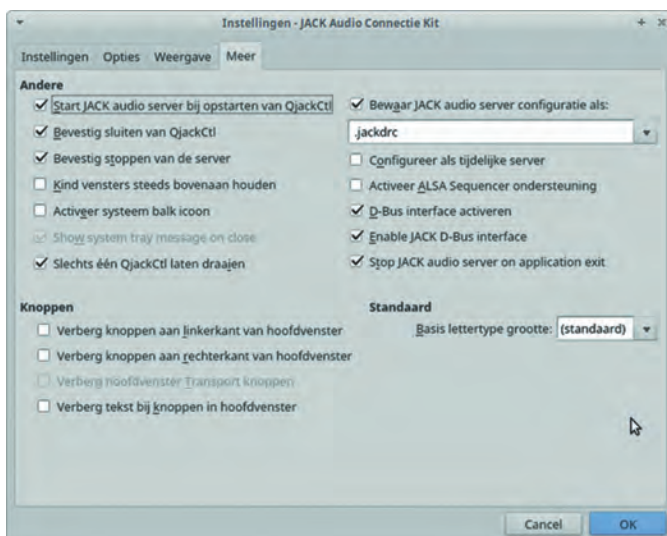 Instellingen - JACK Audio Connectie Kit
Instellingen Opties Weergave Meer
Andere
Start JACK audio server bij opstarten van QjackCtl
Bevestig sluiten van QjackCtl
Bevestig stoppen van de server
Kind vensters steeds bovenaan houden
Activeer systeem balk icoon
Show system tray message on close
Slechts één QjackCtl laten draaien
Bewaar JACK audio server configuratie als:
.jackdrc
Configureer als tijdelijke server
Activeer ALSA Sequencer ondersteuning
D-Bus interface activeren
Enable JACK D-Bus interface
Stop JACK audio server on application exit
Knoppen
Verberg knoppen aan linkerkant van hoofdvenster
Verberg knoppen aan rechterkant van hoofdvenster
Verberg hoofdvenster Transport knoppen
Verberg tekst bij knoppen in hoofdvenster
Standaard
Basis lettertype grootte: (standaard)
Cancel OK